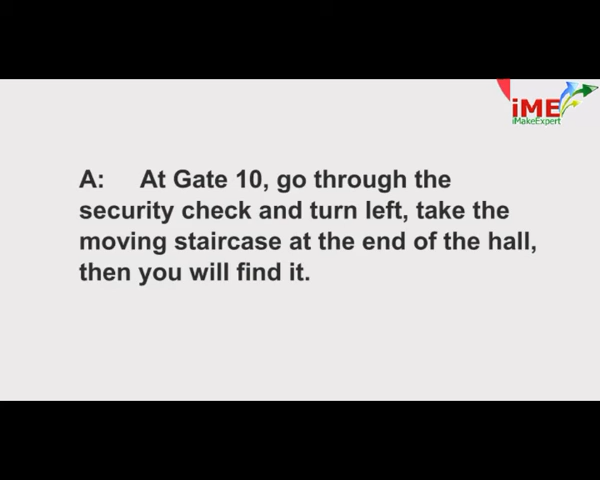 iME
iMakeExpert
A: At Gate 10, go through the
security check and turn left, take the
moving staircase at the end of the hall,
then you will find it.